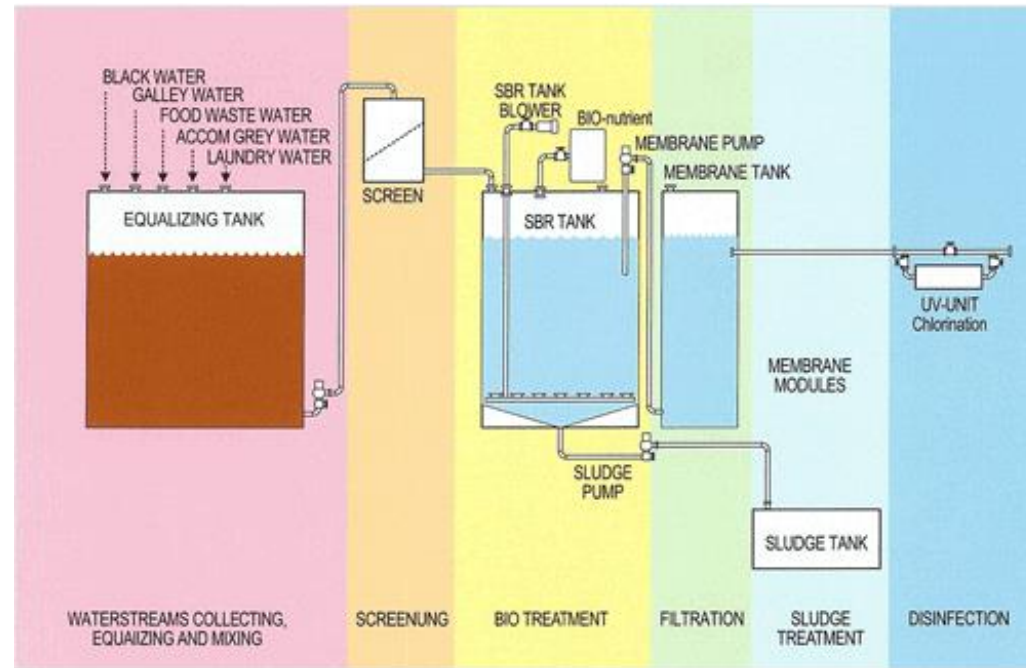 BLACK WATER
GALLEY WATER
FOOD WASTE WATER
ACCOM GREY WATER
LAUNDRY WATER
EQUALIZING TANK
SCREEN
SBR TANK
BLOWER
BIO-nutrient
SBR TANK
MEMBRANE PUMP
MEMBRANE TANK
UV-UNIT
Chlorination
MEMBRANE
MODULES
SLUDGE
PUMP
SLUDGE TANK
WATERSTREAMS COLLECTING,
EQUAIIZING AND MIXING
SCREENUNG
BIO TREATMENT
FILTRATION
SLUDGE
TREATMENT
DISINFECTION